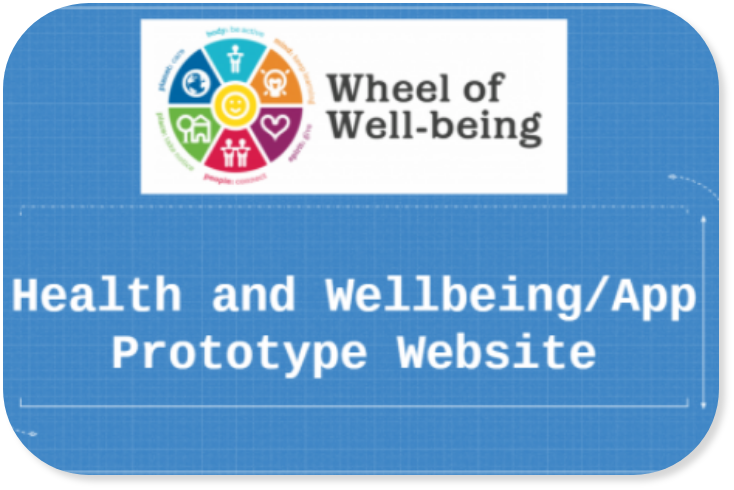 body: be active
mind: keep learning
planet: care
Wheel of
Well-being
place: take notice
spirit: give
people: connect
Health and Wellbeing/App
Prototype Website